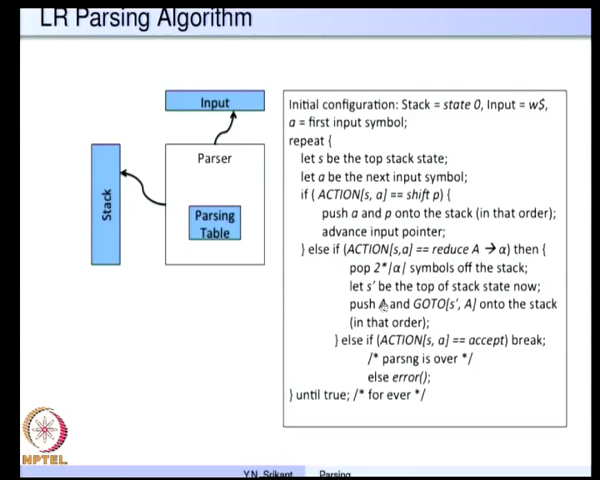 LR Parsing Algorithm
Input
Parser
Stack
Parsing
Table
Initial configuration: Stack = state 0, Input = w$,
a = first input symbol;
repeat {
let s be the top stack state;
let a be the next input symbol;
if ( ACTION[s, a] == shift p) {
push a and p onto the stack (in that order);
advance input pointer;
} else if (ACTION[s,a] == reduce A → α) then {
pop 2*|α| symbols off the stack;
let s' be the top of stack state now;
push A and GOTO[s', A] onto the stack
(in that order);
} else if (ACTION[s, a] == accept) break;
/* parsng is over */
else error();
} until true; /* for ever */
NPTEL
Y.N. Srikant Parsing